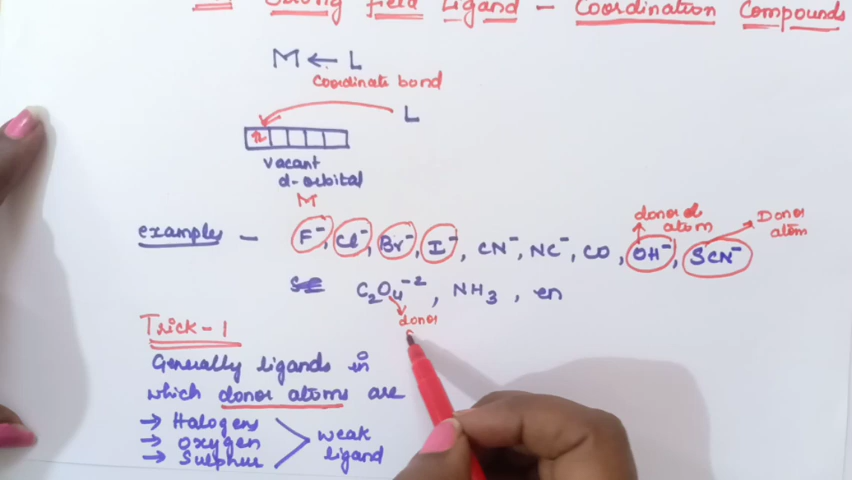 Strong Field Ligand - Coordination Compounds
M ← L
Coordinate bond
L
Vacant
d-orbital
M
donor
atom
Donor
atom
example - F⁻, Cl⁻, Br⁻, I⁻, CN⁻, NC⁻, CO, OH⁻, SCN⁻
C₂O₄⁻², NH₃, en
donor
Trick-1
Generally ligands in
which donor atoms are
→ Halogens
→ Oxygen
→ Sulphur
weak
ligand